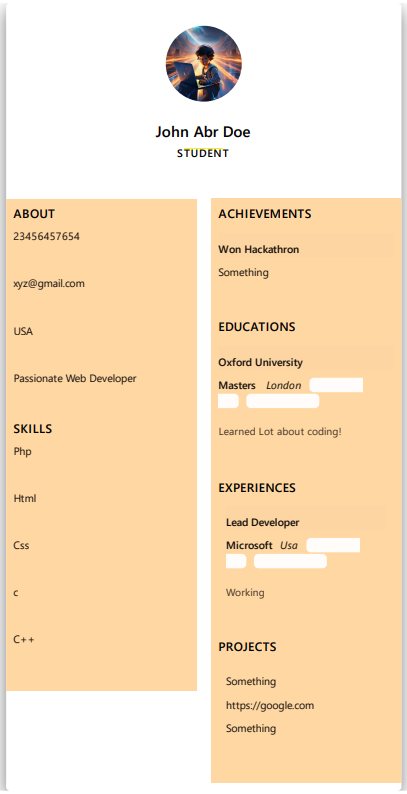 John Abr Doe
STUDENT
ABOUT
23456457654
xyz@gmail.com
USA
Passionate Web Developer
SKILLS
Php
Html
Css
c
C++
ACHIEVEMENTS
Won Hackathron
Something
EDUCATIONS
Oxford University
Masters London
Learned Lot about coding!
EXPERIENCES
Lead Developer
Microsoft Usa
Working
PROJECTS
Something
https://google.com
Something